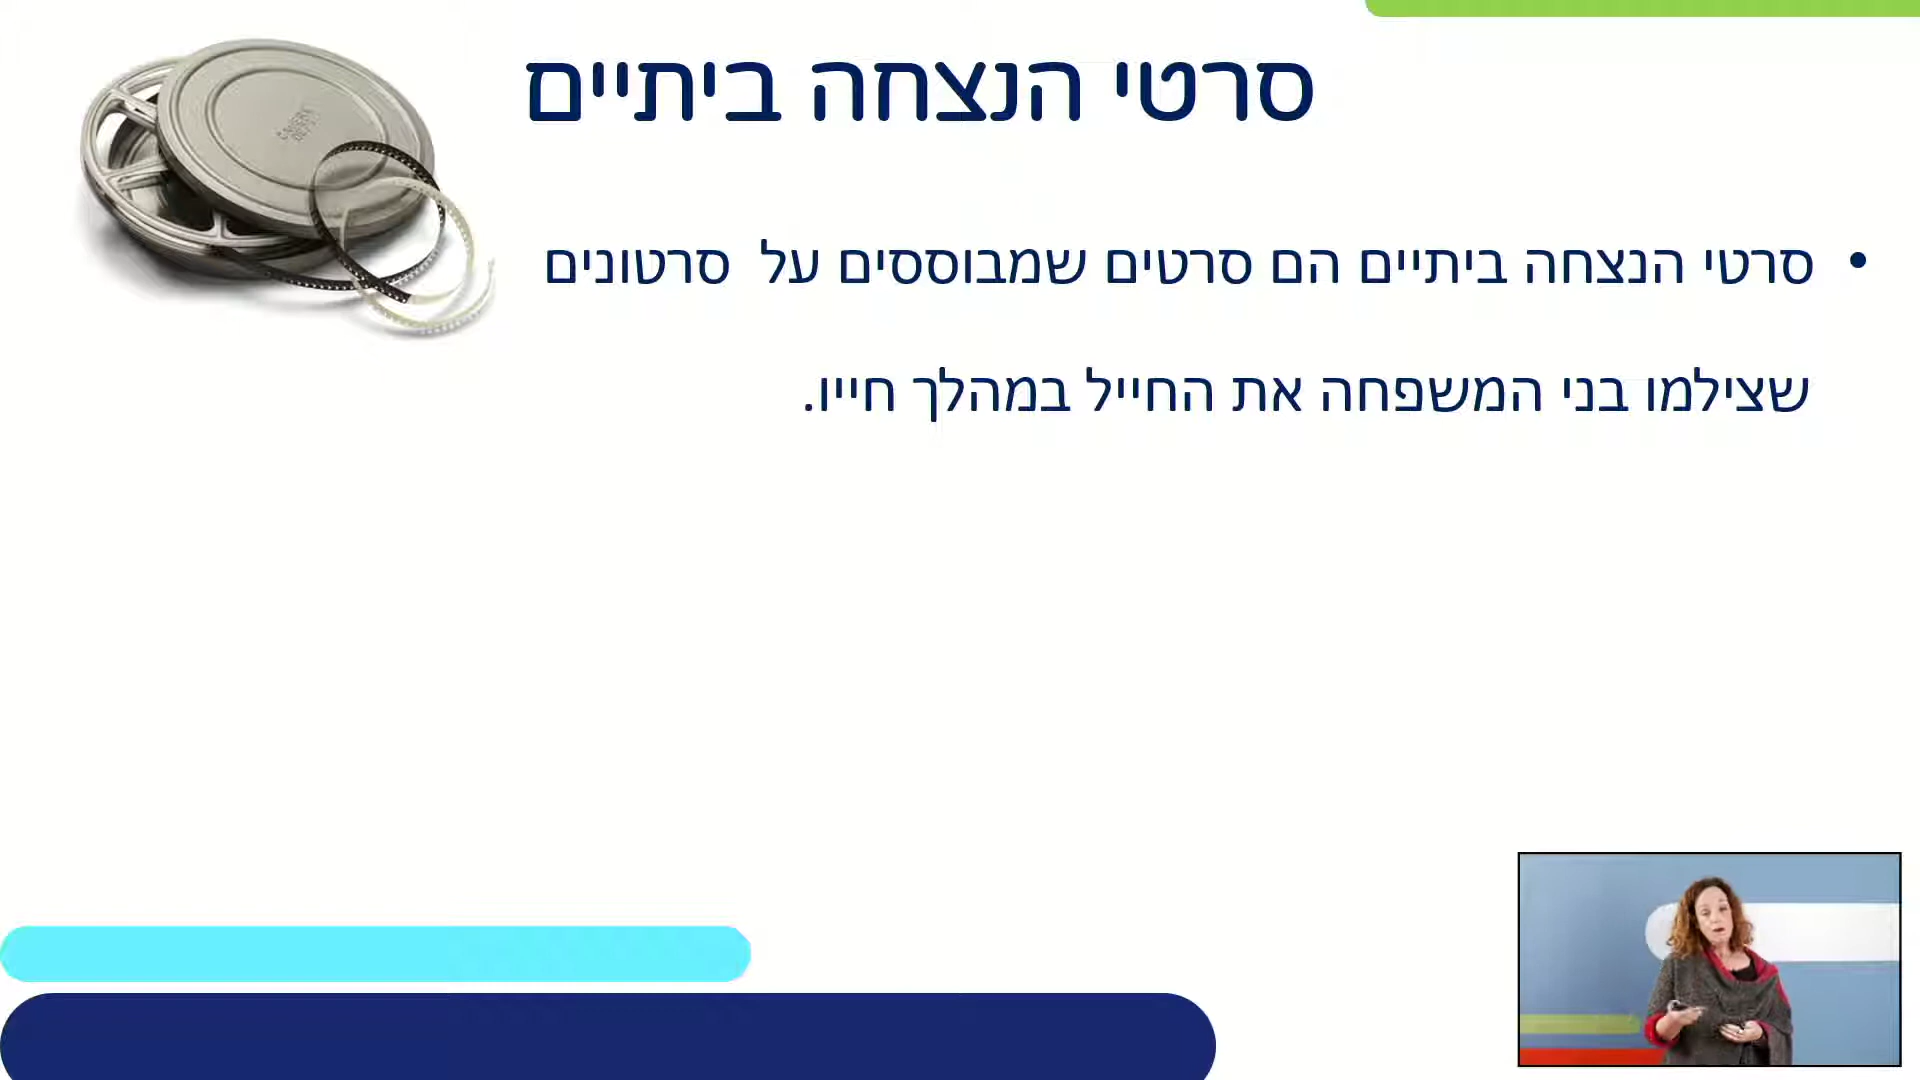 סרטי הנצחה ביתיים
• סרטי הנצחה ביתיים הם סרטים שמבוססים על סרטונים
שצילמו בני המשפחה את החייל במהלך חייו.